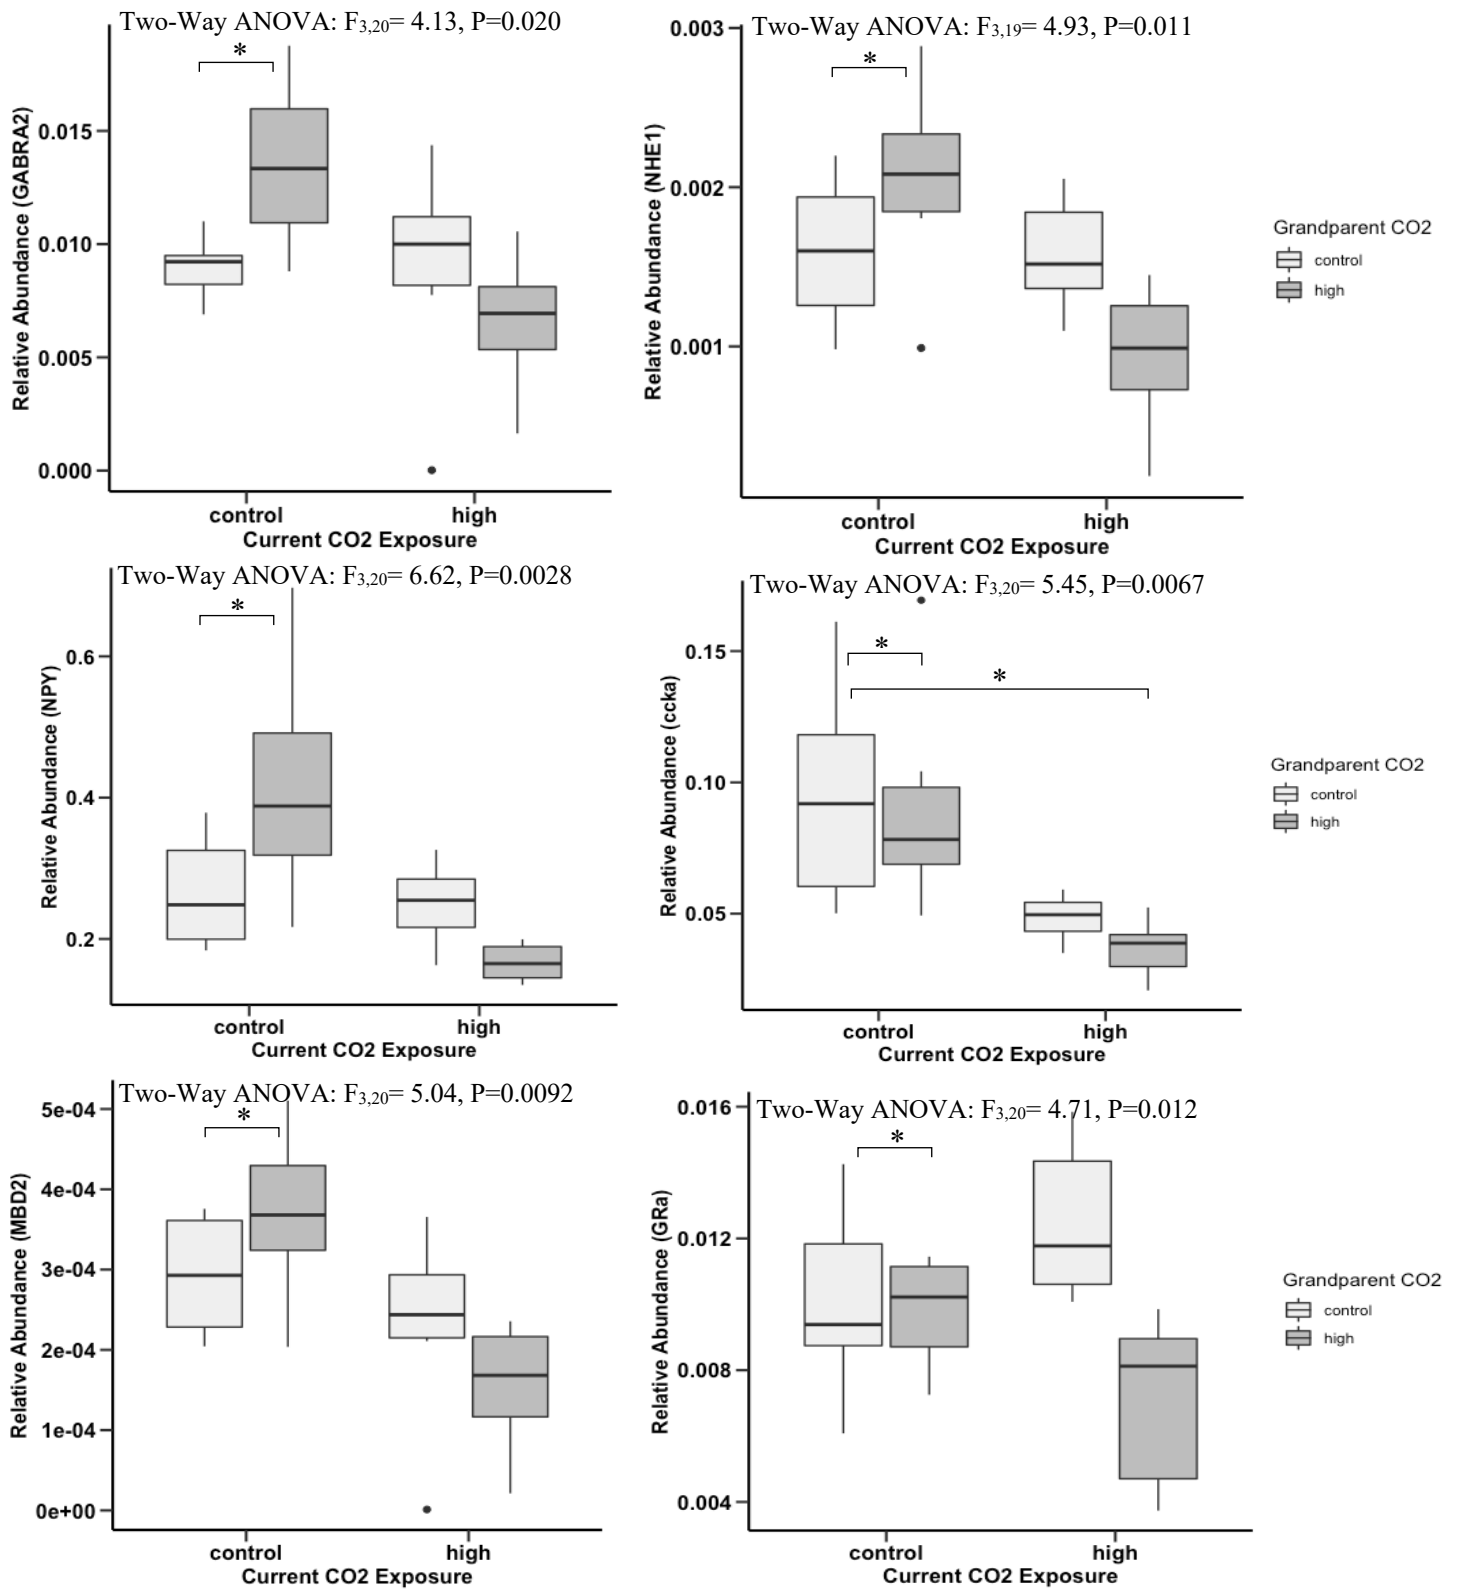 Two-Way ANOVA: F3,20= 4.13, P=0.020
*
Relative Abundance (GABRA2)
0.015
0.010
0.005
0.000
control high
Current CO2 Exposure
Two-Way ANOVA: F3,19= 4.93, P=0.011
*
Relative Abundance (NHE1)
0.003
0.002
0.001
control high
Current CO2 Exposure
Grandparent CO2
control
high
Two-Way ANOVA: F3,20= 6.62, P=0.0028
*
Relative Abundance (NPY)
0.6
0.4
0.2
control high
Current CO2 Exposure
Two-Way ANOVA: F3,20= 5.45, P=0.0067
*
*
Relative Abundance (ccka)
0.15
0.10
0.05
control high
Current CO2 Exposure
Grandparent CO2
control
high
Two-Way ANOVA: F3,20= 5.04, P=0.0092
*
Relative Abundance (MBD2)
5e-04
4e-04
3e-04
2e-04
1e-04
0e+00
control high
Current CO2 Exposure
Two-Way ANOVA: F3,20= 4.71, P=0.012
*
Relative Abundance (GRa)
0.016
0.012
0.008
0.004
control high
Current CO2 Exposure
Grandparent CO2
control
high